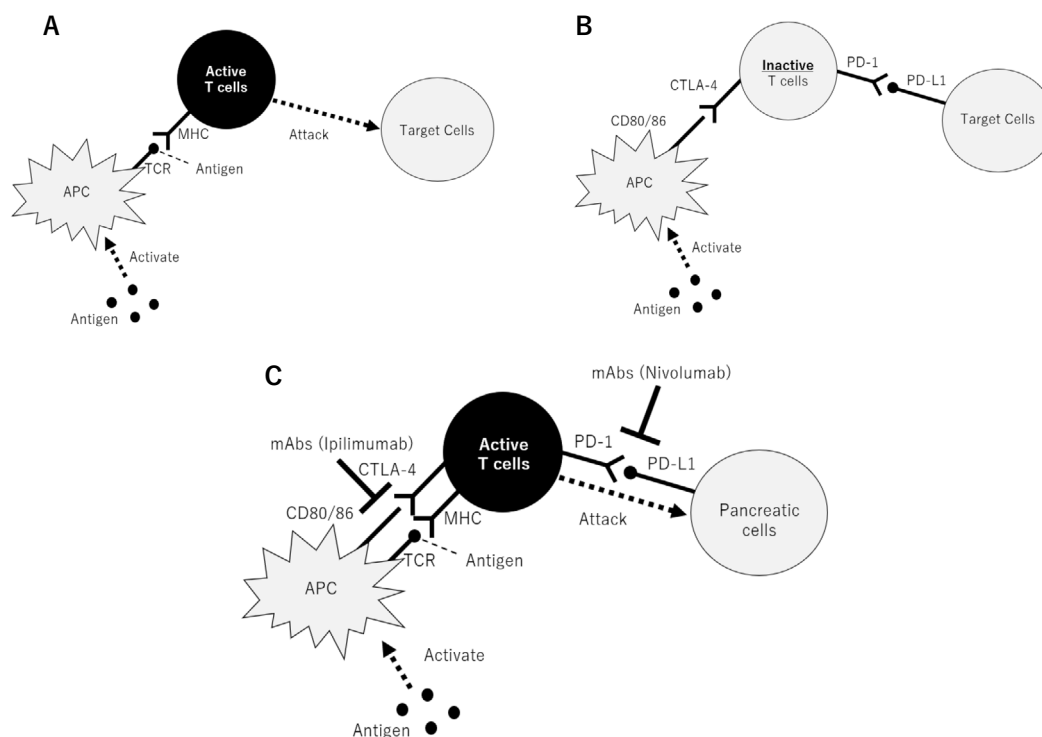 A
Active
T cells
MHC
Attack
Target Cells
TCR
Antigen
APC
Activate
Antigen
B
Inactive
T cells
PD-1
PD-L1
CTLA-4
CD80/86
Target Cells
APC
Activate
Antigen
C
mAbs (Nivolumab)
mAbs (Ipilimumab)
Active
T cells
PD-1
PD-L1
CTLA-4
CD80/86
MHC
Attack
Pancreatic
cells
TCR
Antigen
APC
Activate
Antigen